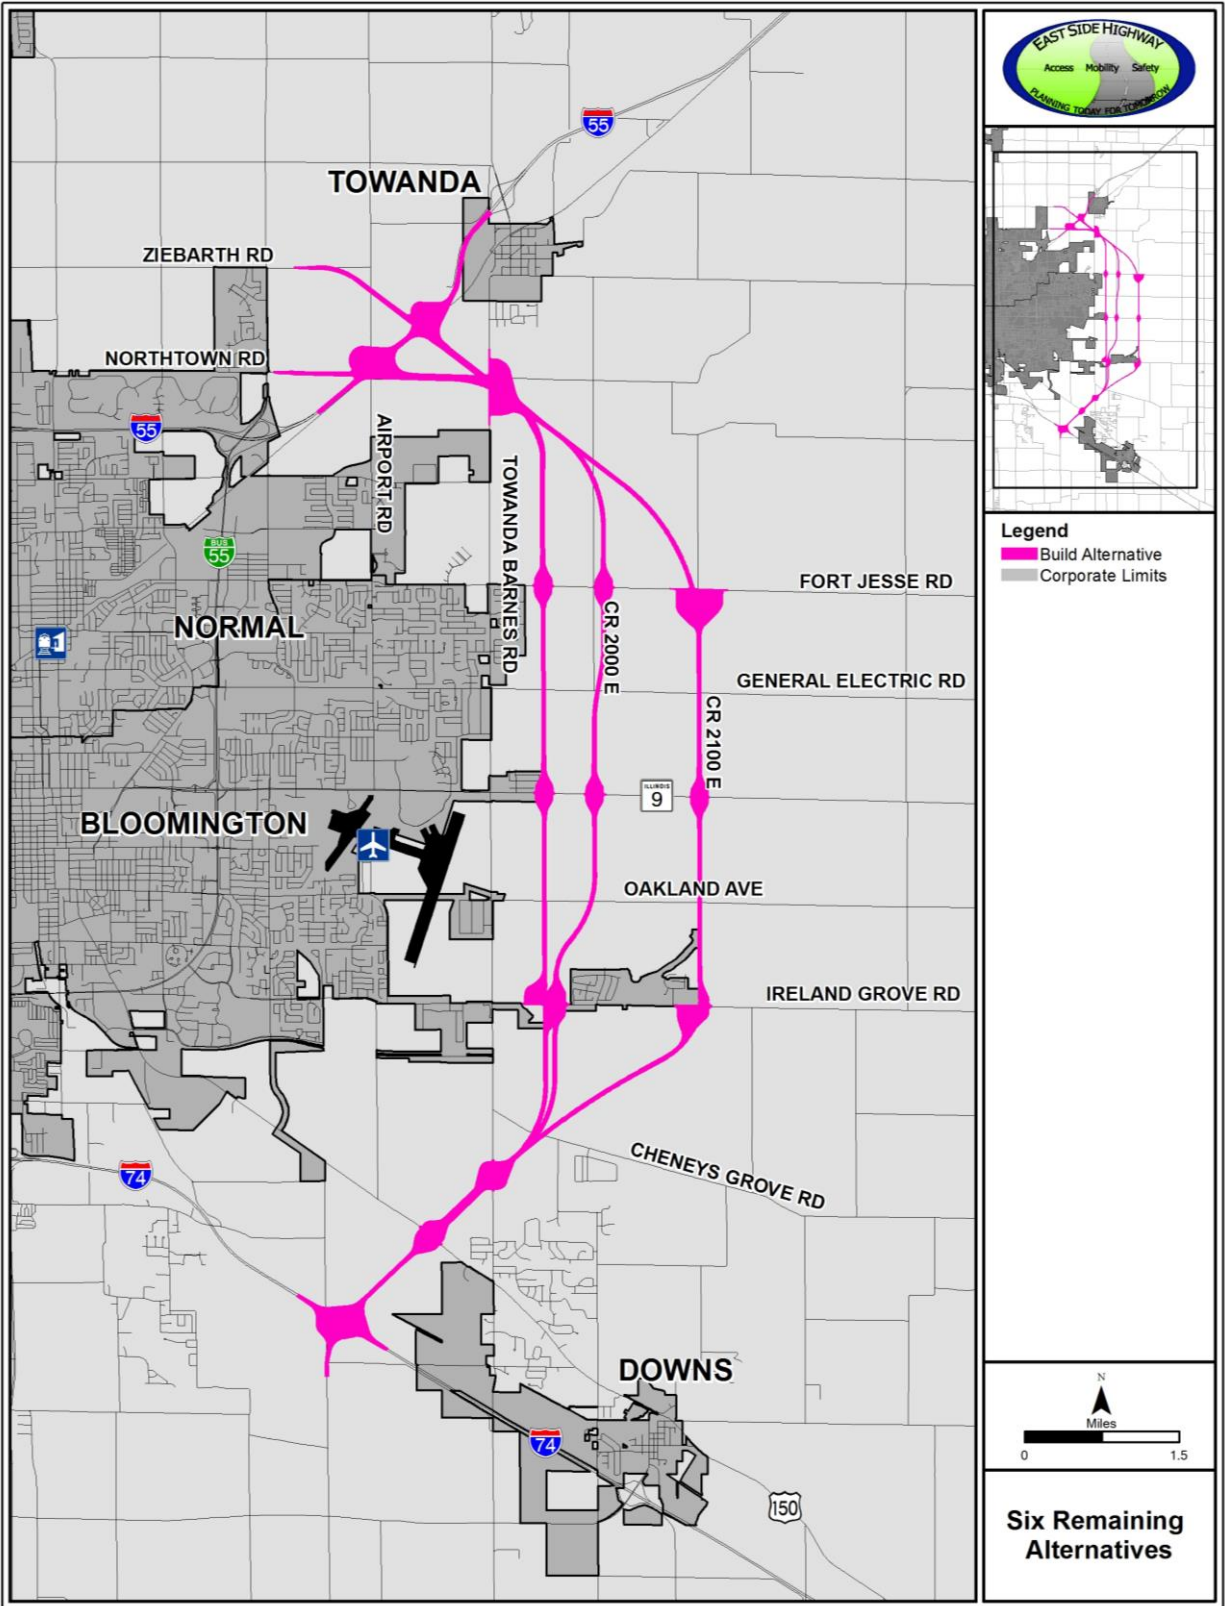 EAST SIDE HIGHWAY
Access Mobility Safety
PLANNING TODAY FOR TOMORROW
55
TOWANDA
ZIEBARTH RD
NORTHTOWN RD
55
AIRPORT RD
TOWANDA BARNES RD
BUS
55
FORT JESSE RD
NORMAL
CR 2000 E
GENERAL ELECTRIC RD
CR 2100 E
ILLINOIS
9
BLOOMINGTON
OAKLAND AVE
IRELAND GROVE RD
CHENEYS GROVE RD
74
DOWNS
74
150
Legend
Build Alternative
Corporate Limits
N
Miles
0 1.5
Six Remaining
Alternatives